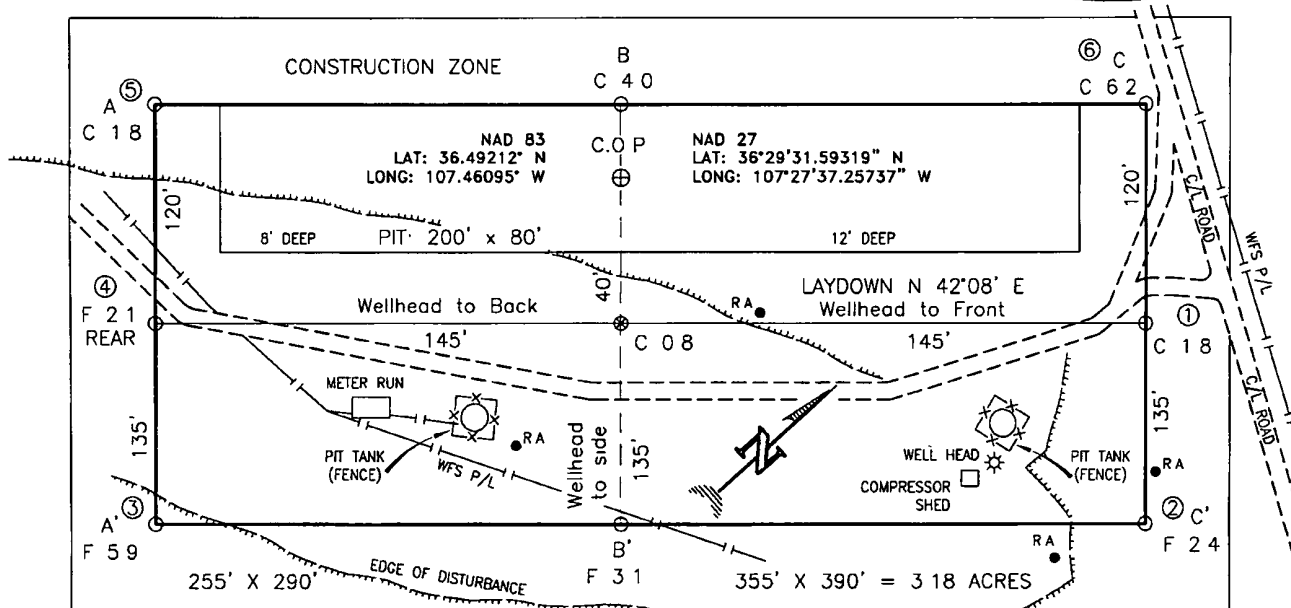 CONSTRUCTION ZONE
B
C 40
⑥ C
C 62
⑤
A
C 18
NAD 83
LAT: 36.49212° N
LONG: 107.46095° W
C.O P
NAD 27
LAT: 36°29'31.59319" N
LONG: 107°27'37.25737" W
120'
120'
C/L ROAD
WFS P/L
8' DEEP
PIT: 200' x 80'
12' DEEP
④
F 21
REAR
Wellhead to Back
40'
LAYDOWN N 42°08' E
Wellhead to Front
RA
①
C 18
145'
C 08
145'
C/L ROAD
METER RUN
135'
PIT TANK
(FENCE)
RA
WFS P/L
Wellhead
to side
135'
N
WELL HEAD
COMPRESSOR
SHED
PIT TANK
(FENCE)
135'
RA
③
A'
F 59
② C'
F 24
RA
B'
F 31
255' X 290'
EDGE OF DISTURBANCE
355' X 390' = 3 18 ACRES